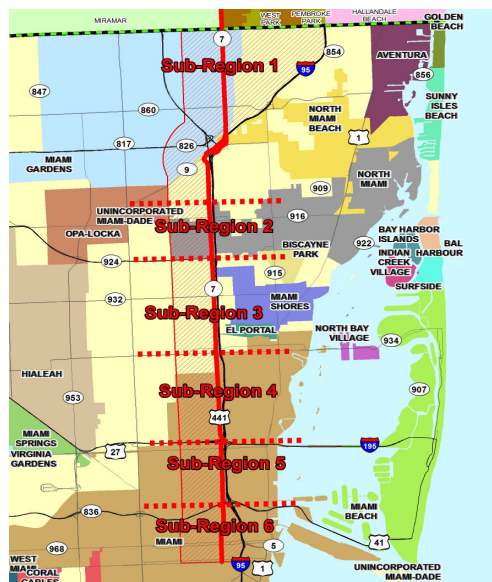 MIRAMAR
WEST
PARK
PEMBROKE
PARK
HALLANDALE
BEACH
GOLDEN
BEACH
7
854
AVENTURA
Sub-Region 1
95
856
847
SUNNY
ISLES
BEACH
860
NORTH
MIAMI
BEACH
1
817
826
MIAMI
GARDENS
9
NORTH
MIAMI
909
UNINCORPORATED
MIAMI-DADE
916
Sub-Region 2
OPA-LOCKA
BAY HARBOR
ISLANDS
BAL
HARBOUR
922
BISCAYNE
PARK
INDIAN
CREEK
VILLAGE
924
915
SURFSIDE
7
932
MIAMI
SHORES
Sub-Region 3
EL PORTAL
NORTH BAY
VILLAGE
934
HIALEAH
907
953
Sub-Region 4
441
MIAMI
SPRINGS
VIRGINIA
GARDENS
27
195
Sub-Region 5
836
MIAMI
BEACH
Sub-Region 6
MIAMI
968
5
41
WEST
MIAMI
CORAL
GABLES
95
1
UNINCORPORATED
MIAMI-DADE